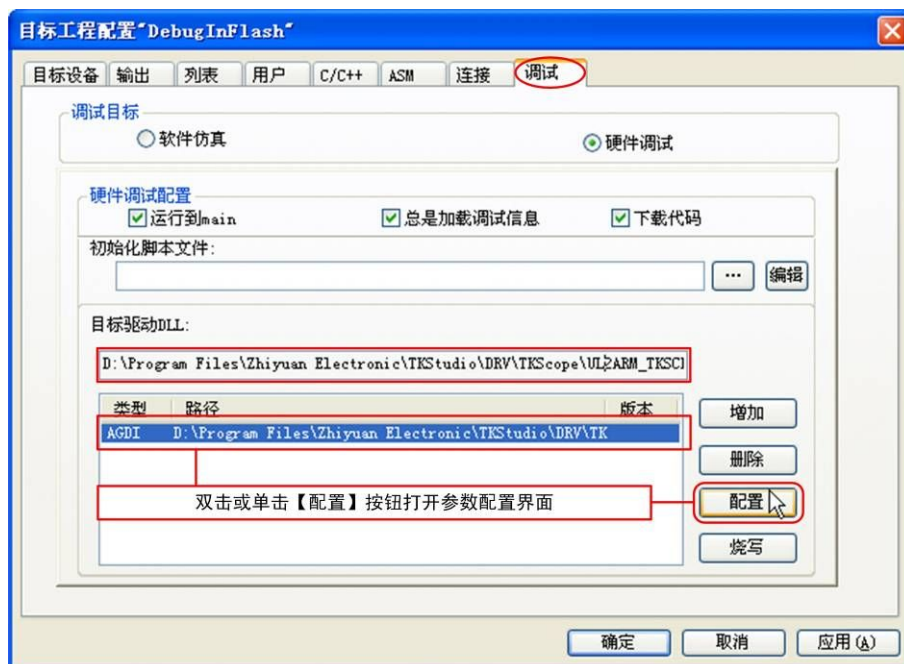 目标工程配置"DebugInFlash"
目标设备 输出 列表 用户 C/C++ ASM 连接 调试
调试目标
软件仿真 硬件调试
硬件调试配置
运行到main 总是加载调试信息 下载代码
初始化脚本文件:
... 编辑
目标驱动DLL:
D:\Program Files\Zhiyuan Electronic\TKStudio\DRV\TKScope\UL2ARM_TKSCI
类型 路径 版本 增加
AGDI D:\Program Files\Zhiyuan Electronic\TKStudio\DRV\TK
删除
双击或单击【配置】按钮打开参数配置界面 配置
烧写
确定 取消 应用(A)